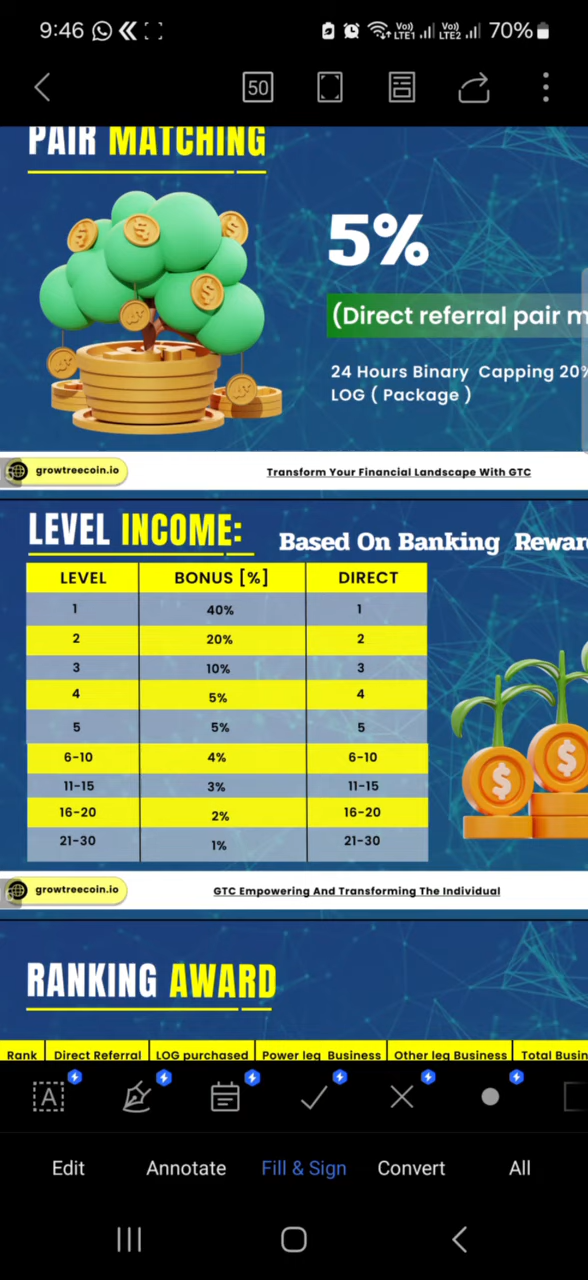 9:46
Vo)) LTE1 Vo)) LTE2 70%
50
PAIR MATCHING
5%
(Direct referral pair m
24 Hours Binary Capping 20%
LOG ( Package )
growtreecoin.io
Transform Your Financial Landscape With GTC
LEVEL INCOME: Based On Banking Rewar
LEVEL BONUS [%] DIRECT
1 40% 1
2 20% 2
3 10% 3
4 5% 4
5 5% 5
6-10 4% 6-10
11-15 3% 11-15
16-20 2% 16-20
21-30 1% 21-30
growtreecoin.io
GTC Empowering And Transforming The Individual
RANKING AWARD
Rank Direct Referral LOG purchased Power leg Business Other leg Business Total Busin
A
Edit Annotate Fill & Sign Convert All